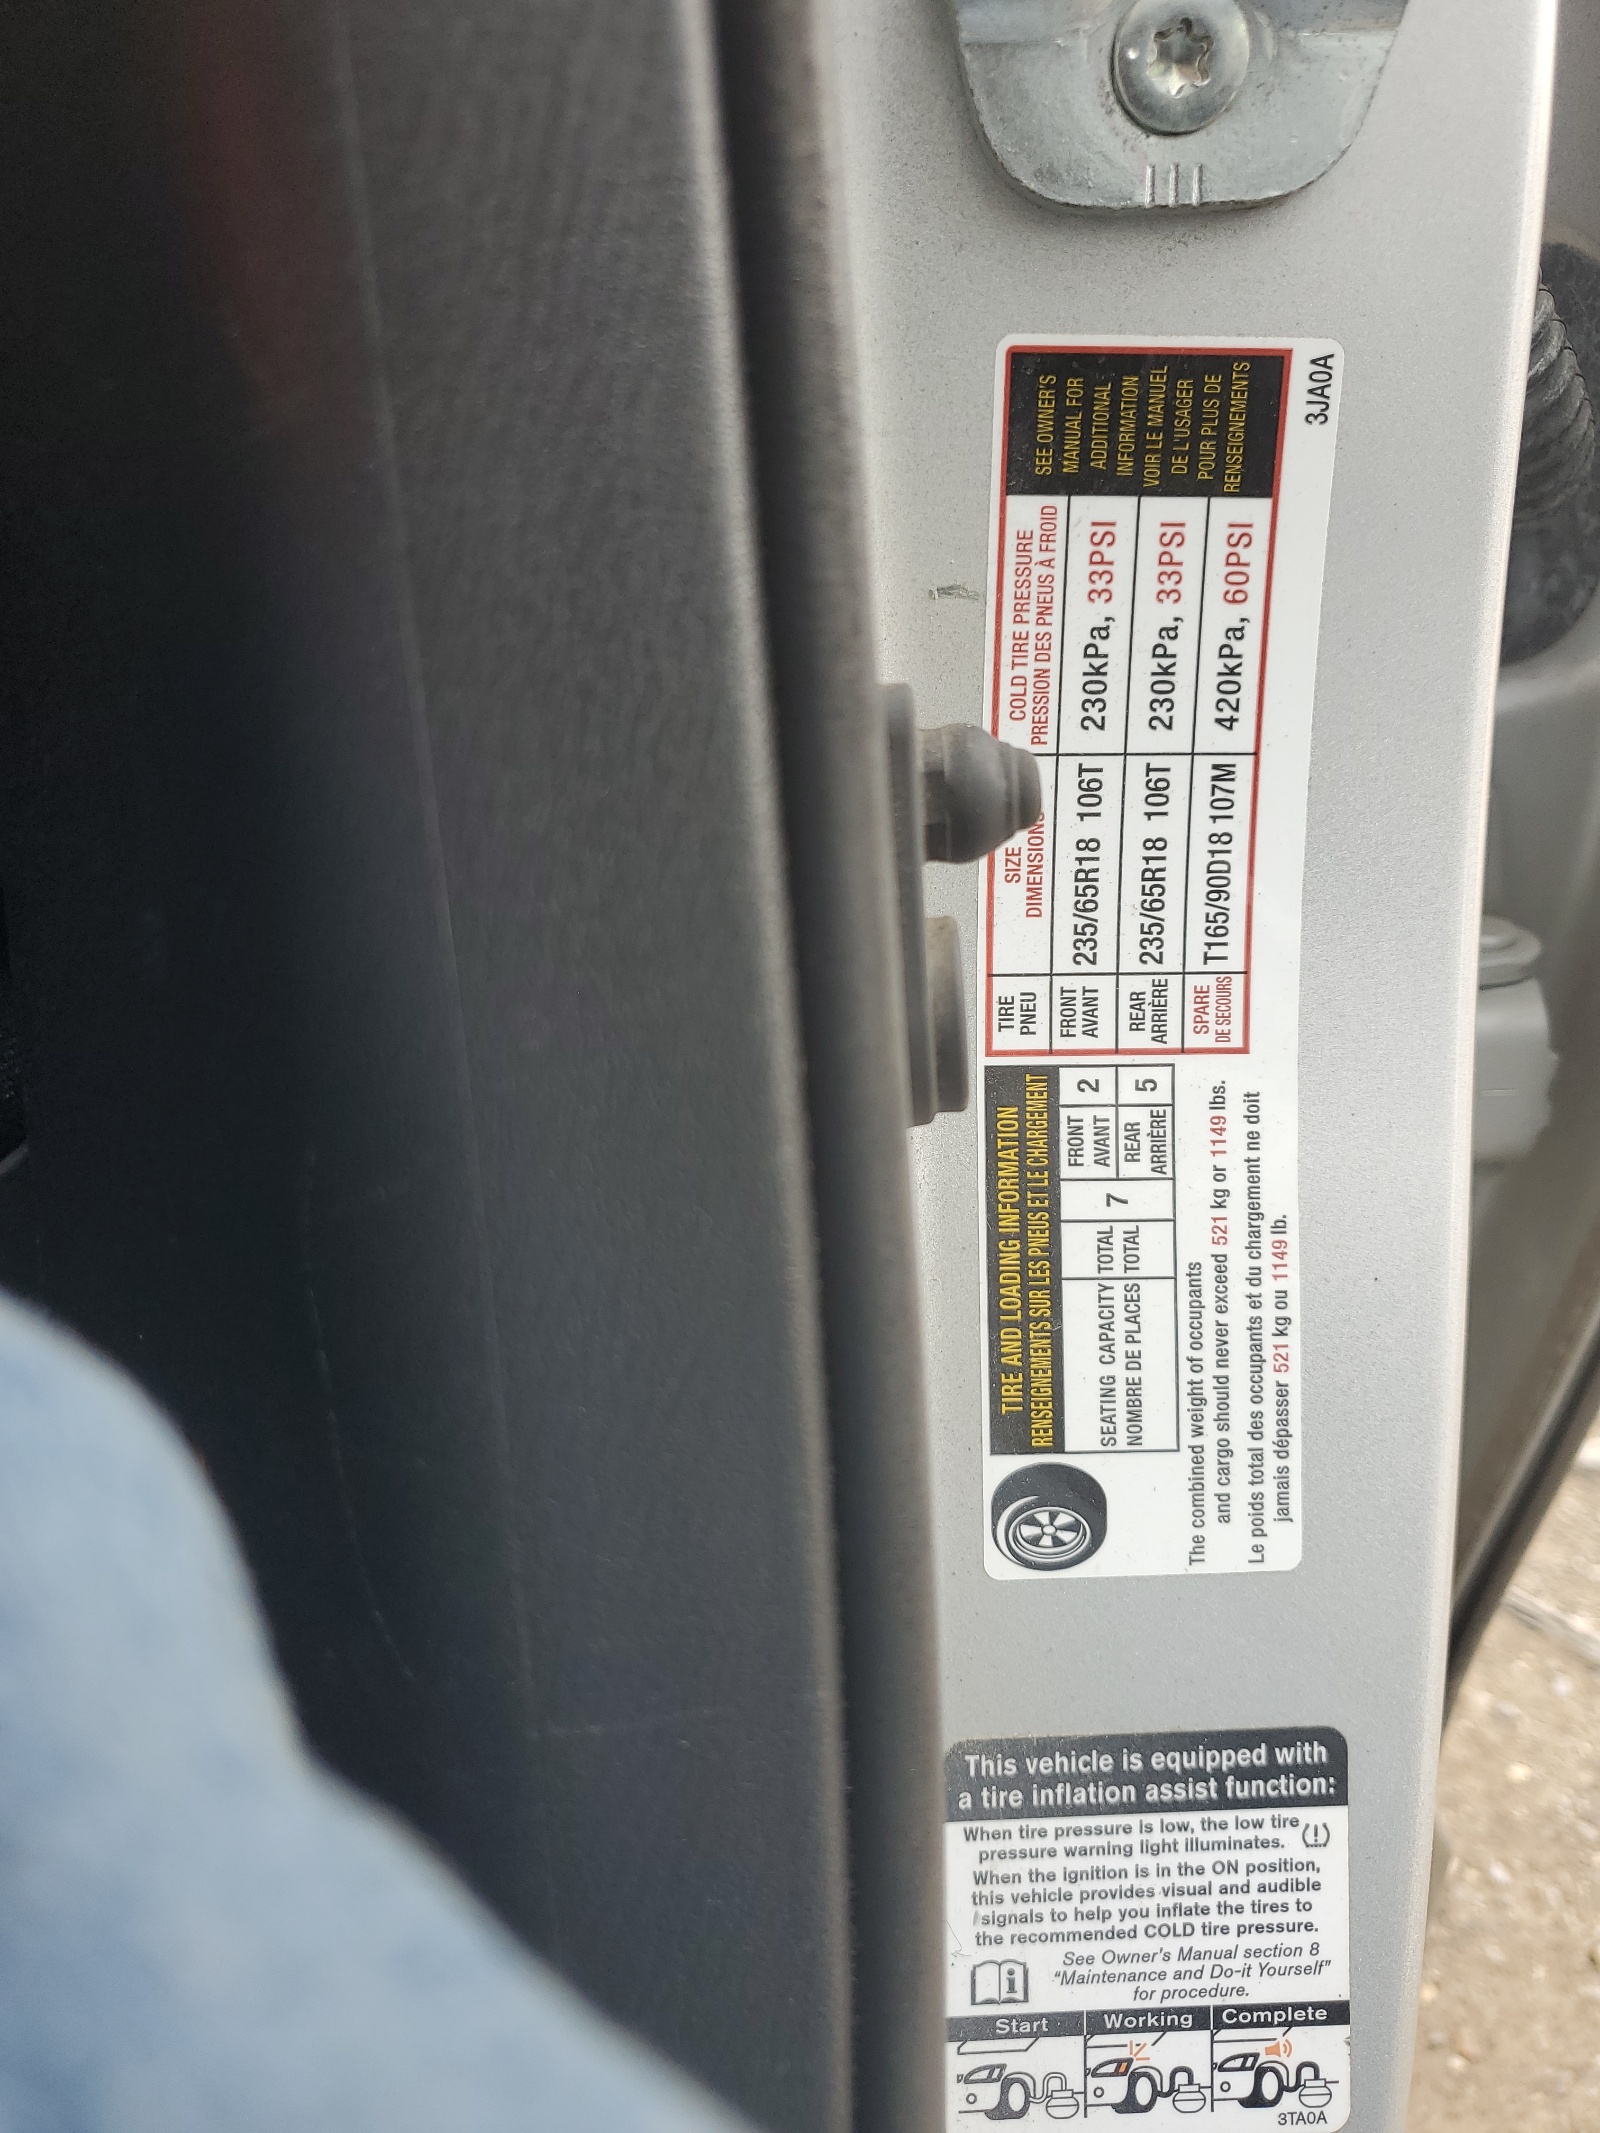 TIRE AND LOADING INFORMATION
RENSEIGNEMENTS SUR LES PNEUS ET LE CHARGEMENT
SEATING CAPACITY
NOMBRE DE PLACES
TOTAL
TOTAL
7
FRONT
AVANT
2
REAR
ARRIÈRE
5
The combined weight of occupants
and cargo should never exceed 521 kg or 1149 lbs.
Le poids total des occupants et du chargement ne doit
jamais dépasser 521 kg ou 1149 lb.
TIRE
PNEU
SIZE
DIMENSIONS
COLD TIRE PRESSURE
PRESSION DES PNEUS À FROID
FRONT
AVANT
235/65R18 106T
230kPa, 33PSI
REAR
ARRIÈRE
235/65R18 106T
230kPa, 33PSI
SPARE
DE SECOURS
T165/90D18 107M
420kPa, 60PSI
SEE OWNER'S
MANUAL FOR
ADDITIONAL
INFORMATION
VOIR LE MANUEL
DE L'USAGER
POUR PLUS DE
RENSEIGNEMENTS
3JA0A
This vehicle is equipped with
a tire inflation assist function:
When tire pressure is low, the low tire
pressure warning light illuminates.
When the ignition is in the ON position,
this vehicle provides visual and audible
signals to help you inflate the tires to
the recommended COLD tire pressure.
See Owner's Manual section 8
"Maintenance and Do-it Yourself"
for procedure.
Start
Working
Complete
3TA0A